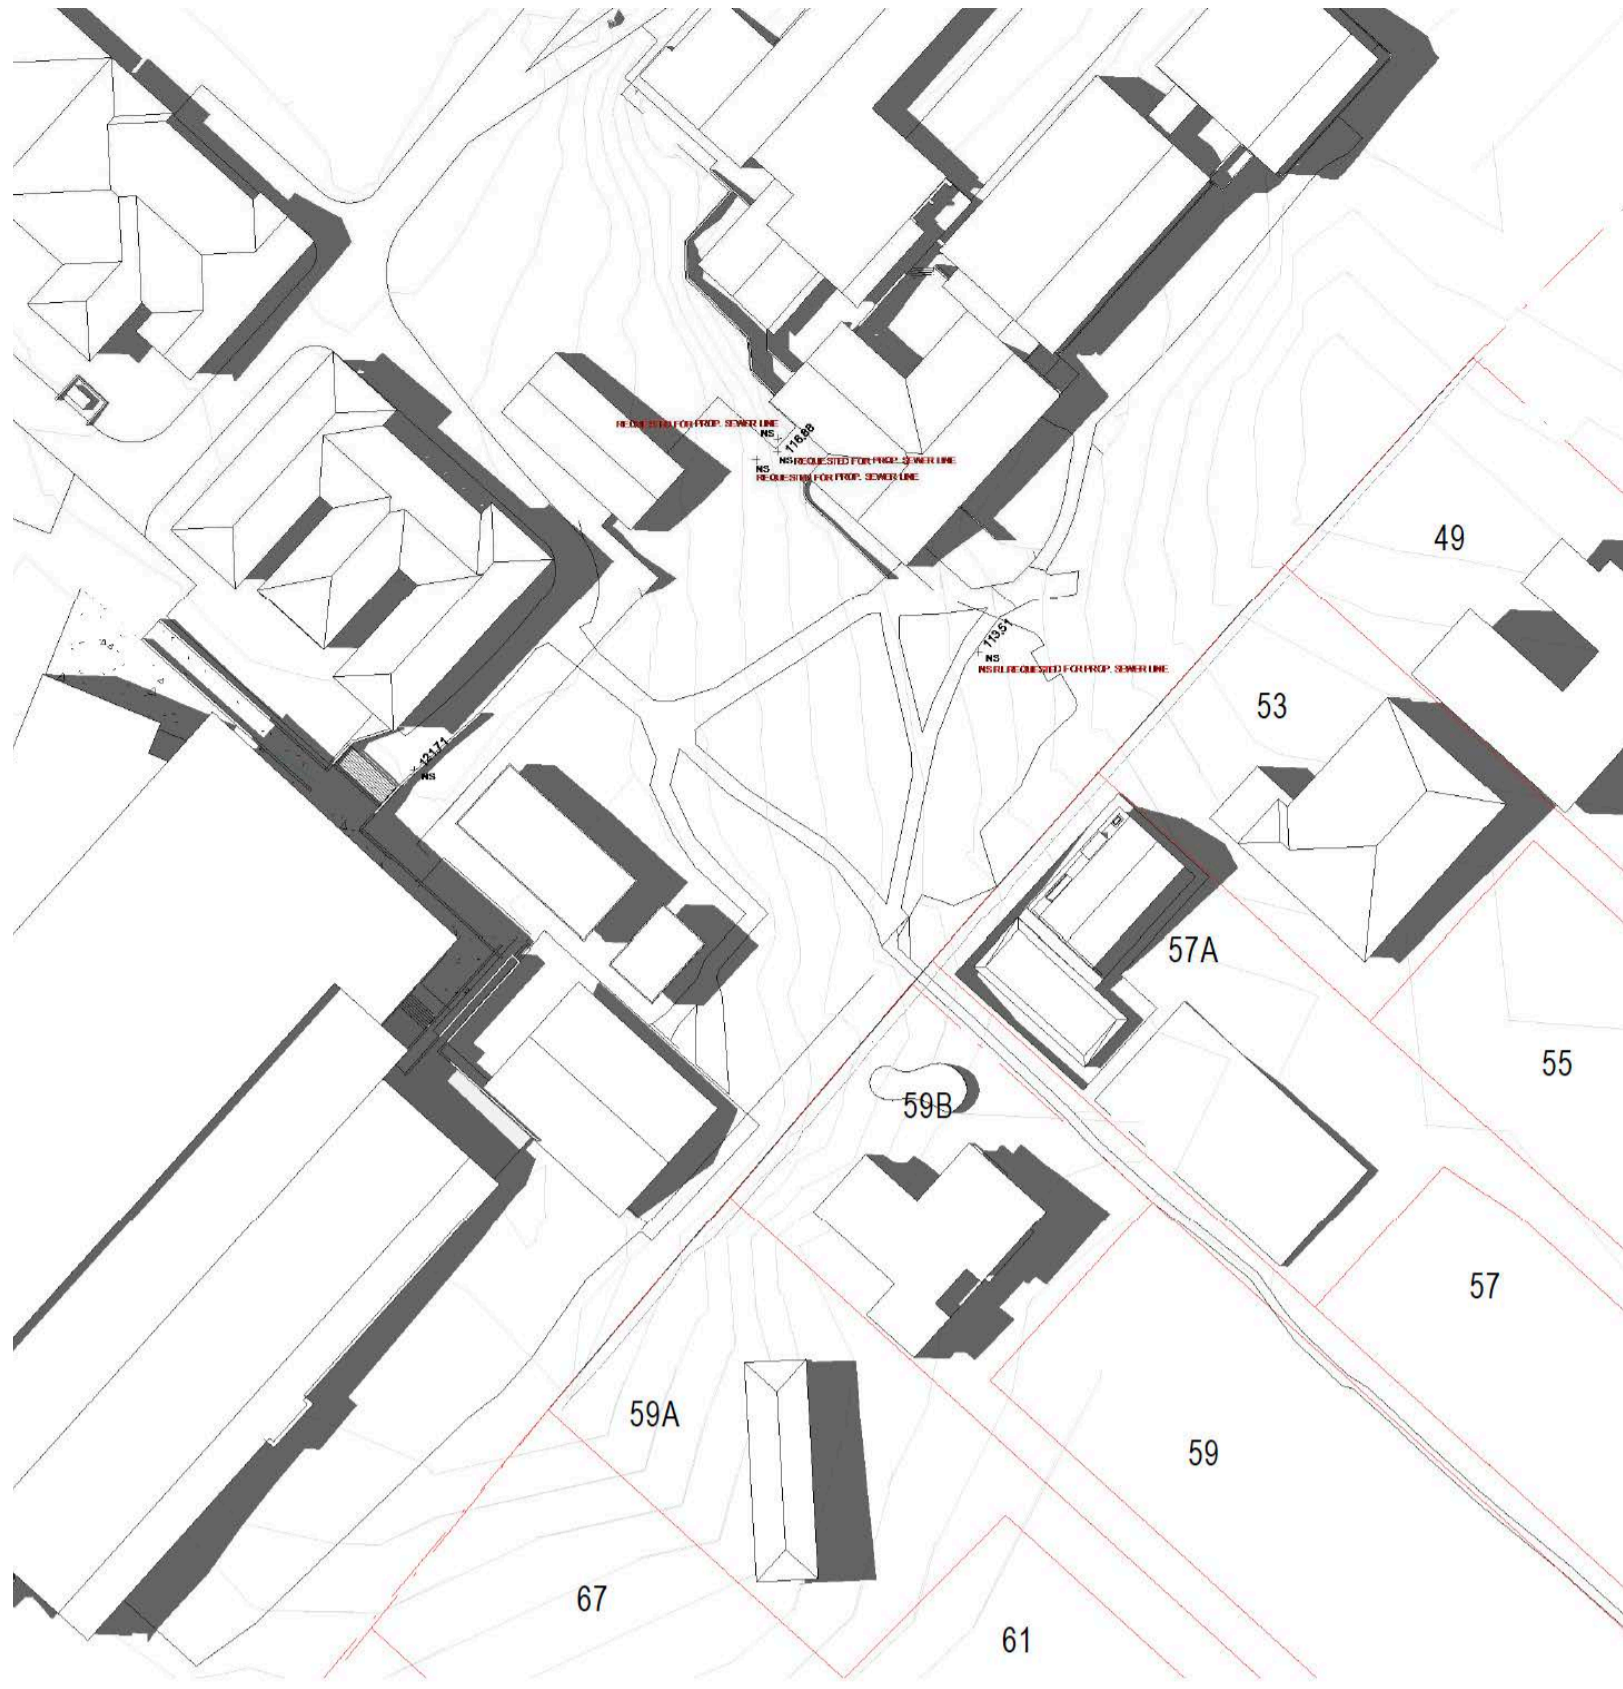 REQUESTED FOR PROP. SEWER LINE
NS
116.88
NS REQUESTED FOR PROP. SEWER LINE
NS
REQUESTED FOR PROP. SEWER LINE
49
113.51
NS
NS RL REQUESTED FOR PROP. SEWER LINE
53
121.71
NS
57A
55
59B
57
59A
59
67
61